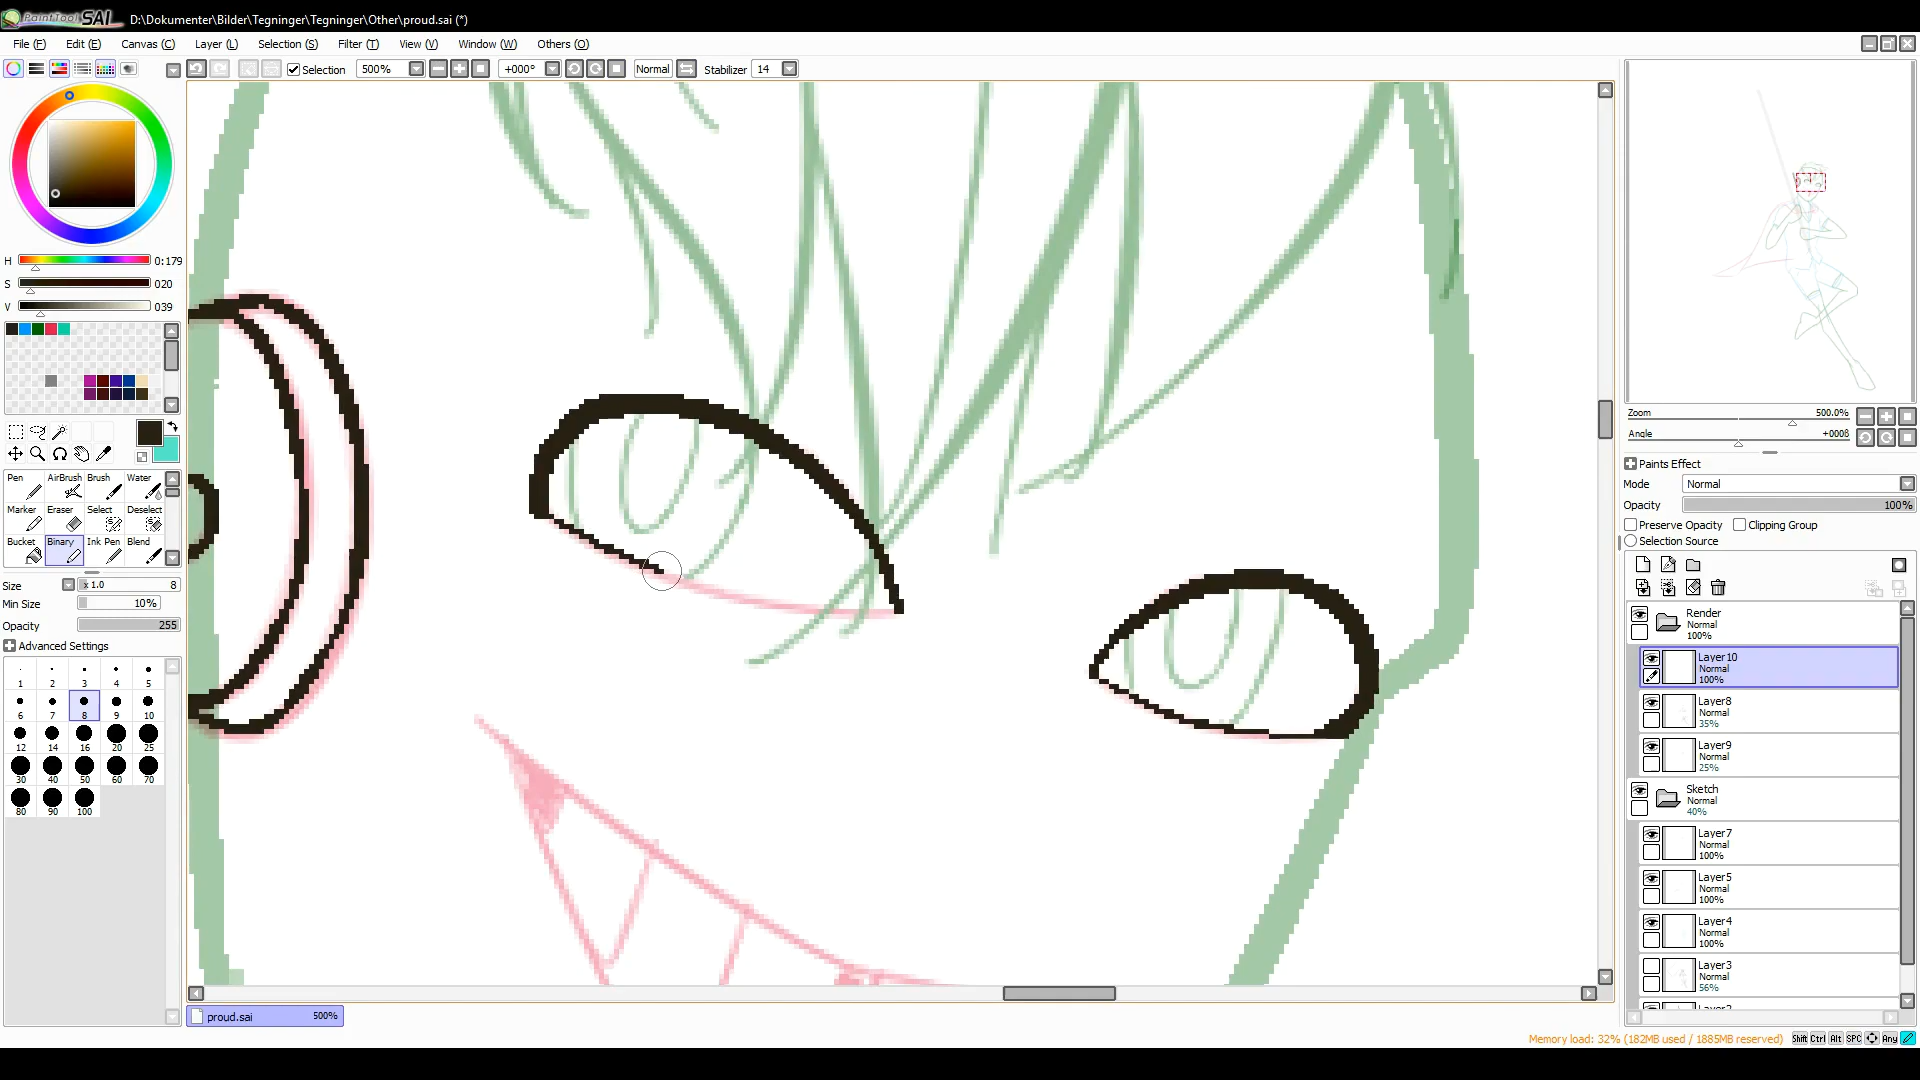 PaintTool SAI D:\Dokumenter\Bilder\Tegninger\Tegninger\Other\proud.sai (*)
File (F) Edit (E) Canvas (C) Layer (L) Selection (S) Filter (T) View (V) Window (W) Others (O)
Selection 500% +000° Normal Stabilizer 14
H 0:179
S 020
V 039
Pen AirBrush Brush Water
Marker Eraser Select Deselect
Bucket Binary Ink Pen Blend
Size x 1.0 8
Min Size 10%
Opacity 255
Advanced Settings
1 2 3 4 5
6 7 8 9 10
12 14 16 20 25
30 40 50 60 70
80 90 100
proud.sai 500%
Zoom 500.0%
Angle +000ß
Paints Effect
Mode Normal
Opacity 100%
Preserve Opacity Clipping Group
Selection Source
Render
Normal
100%
Layer10
Normal
100%
Layer8
Normal
35%
Layer9
Normal
25%
Sketch
Normal
40%
Layer7
Normal
100%
Layer5
Normal
100%
Layer4
Normal
100%
Layer3
Normal
56%
Memory load: 32% (182MB used / 1885MB reserved) Shift Ctrl Alt SPC Any